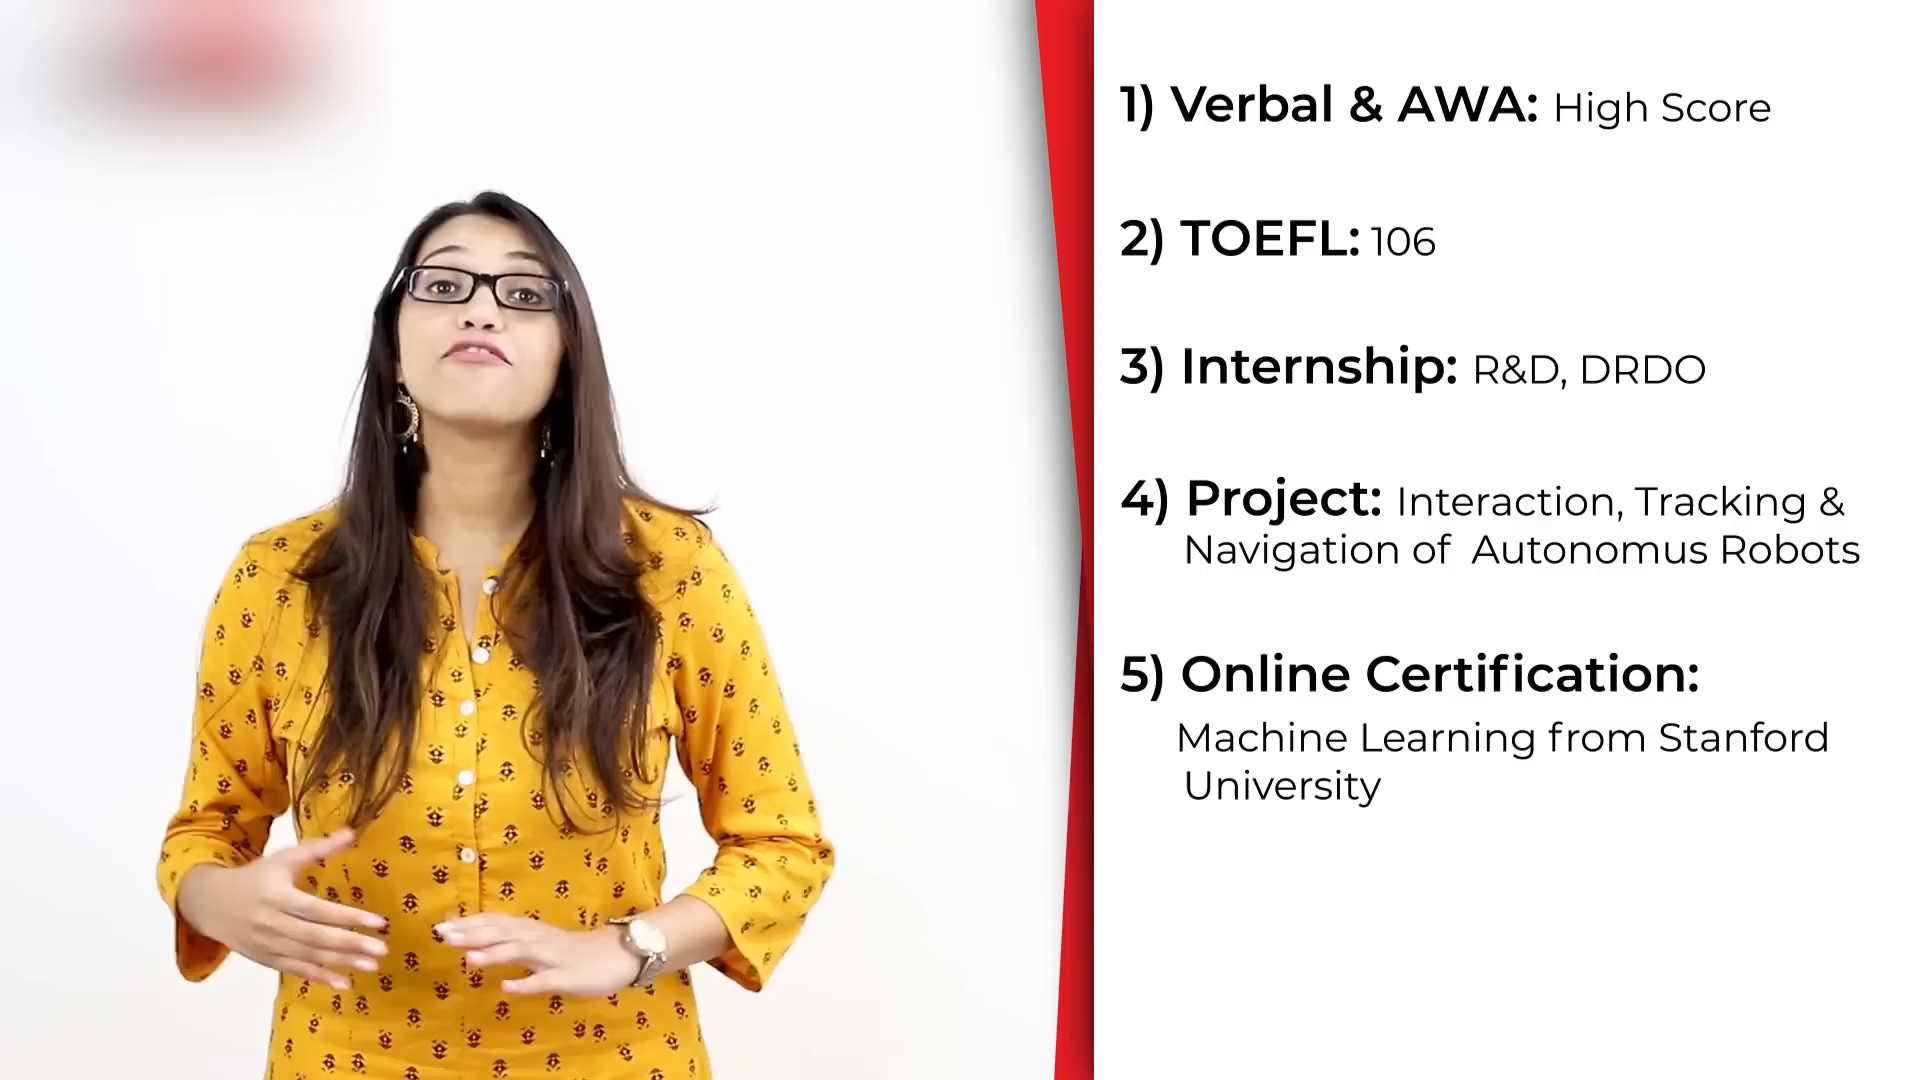 1) Verbal & AWA: High Score
2) TOEFL: 106
3) Internship: R&D, DRDO
4) Project: Interaction, Tracking &
Navigation of Autonomus Robots
5) Online Certification:
Machine Learning from Stanford
University